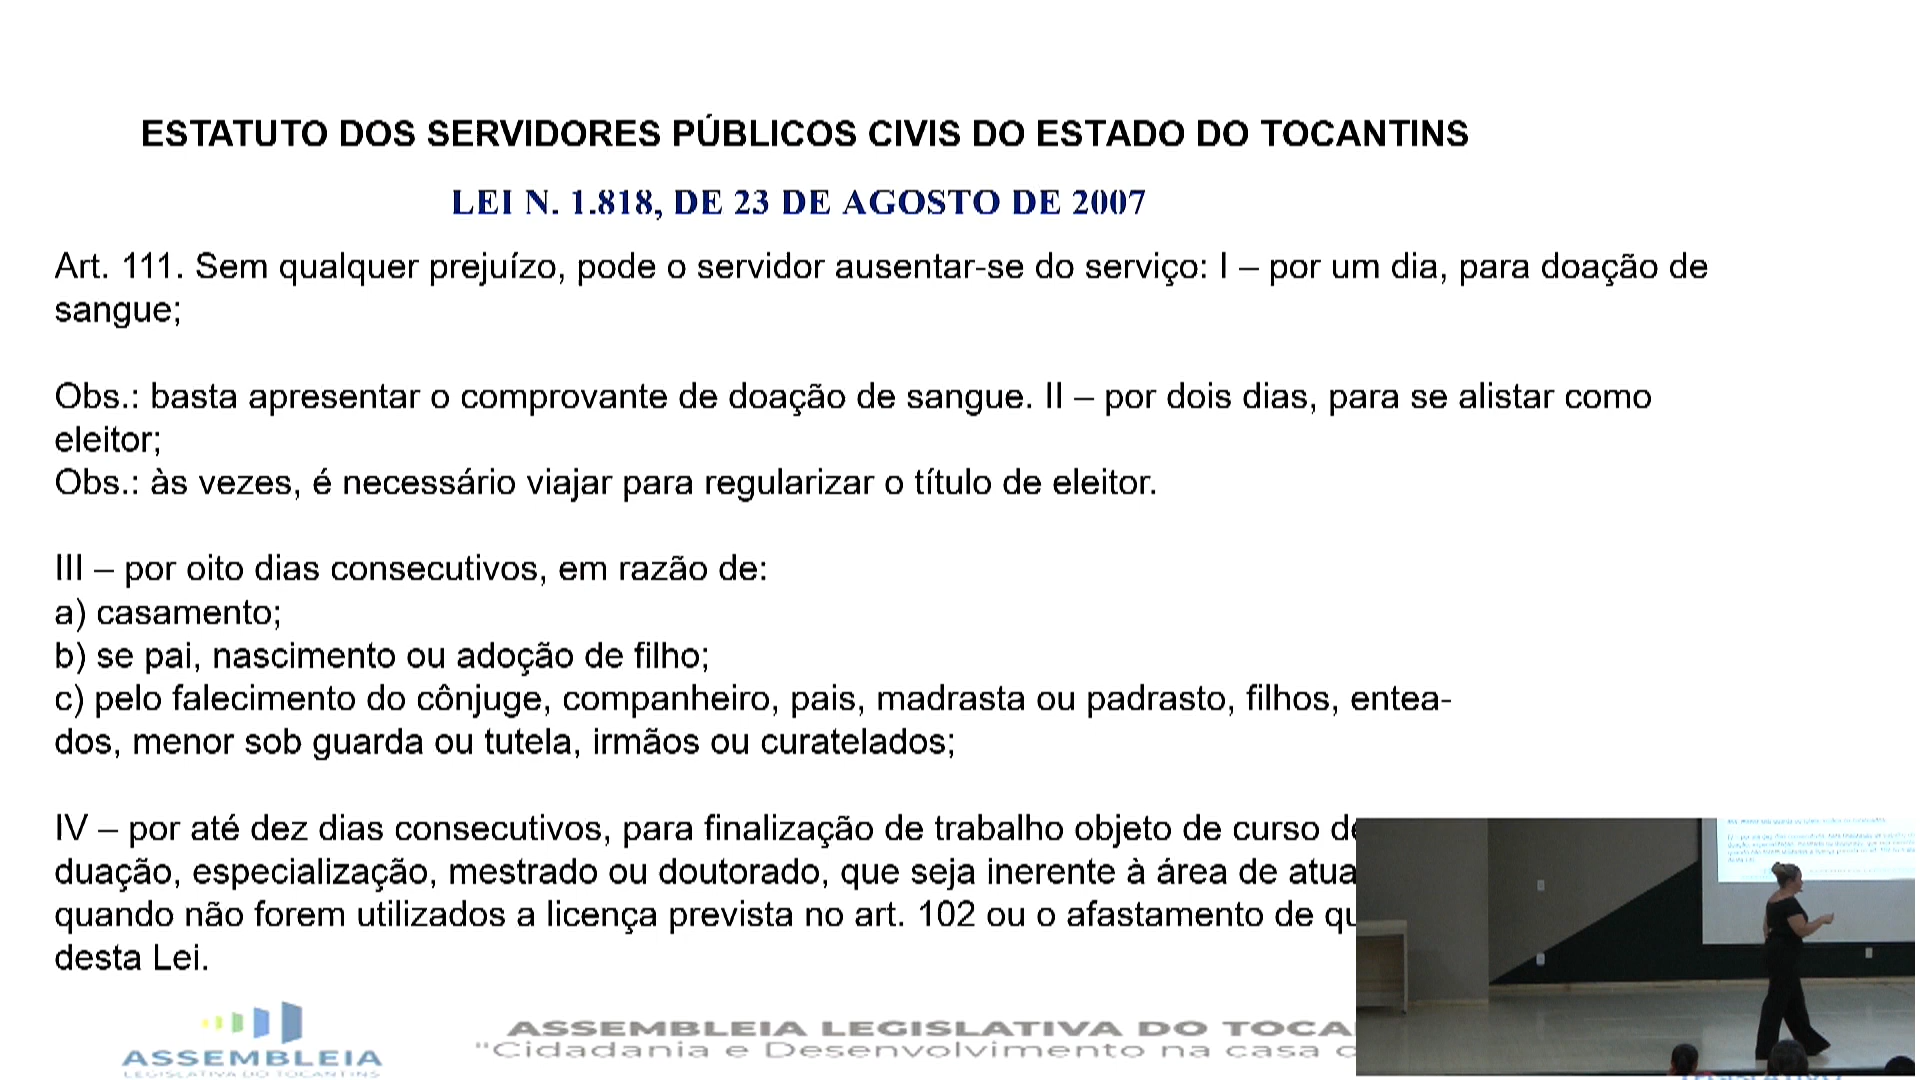 ESTATUTO DOS SERVIDORES PÚBLICOS CIVIS DO ESTADO DO TOCANTINS
LEI N. 1.818, DE 23 DE AGOSTO DE 2007
Art. 111. Sem qualquer prejuízo, pode o servidor ausentar-se do serviço: I – por um dia, para doação de
sangue;
Obs.: basta apresentar o comprovante de doação de sangue. II – por dois dias, para se alistar como
eleitor;
Obs.: às vezes, é necessário viajar para regularizar o título de eleitor.
III – por oito dias consecutivos, em razão de:
a) casamento;
b) se pai, nascimento ou adoção de filho;
c) pelo falecimento do cônjuge, companheiro, pais, madrasta ou padrasto, filhos, entea-
dos, menor sob guarda ou tutela, irmãos ou curatelados;
IV – por até dez dias consecutivos, para finalização de trabalho objeto de curso de
duação, especialização, mestrado ou doutorado, que seja inerente à área de atua
quando não forem utilizados a licença prevista no art. 102 ou o afastamento de qu
desta Lei.
ASSEMBLEIA
LEGISLATIVA DO TOCANTINS
ASSEMBLEIA LEGISLATIVA DO TOCA
"Cidadania e Desenvolvimento na casa